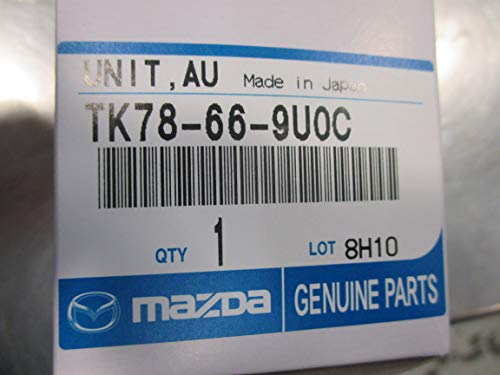 UNIT, AU Made in Japan
TK78-66-9U0C
QTY 1 LOT 8H10
mazda GENUINE PARTS